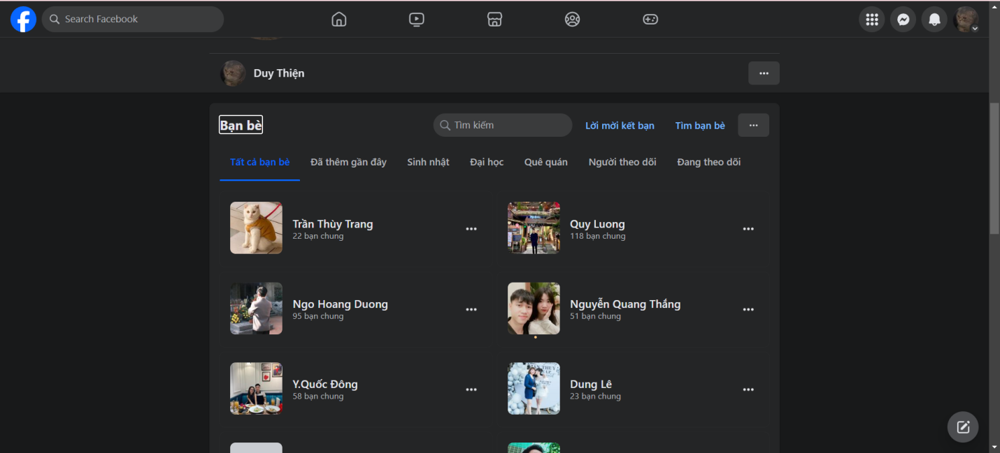 Search Facebook
Duy Thiện
Bạn bè
Tìm kiếm
Lời mời kết bạn
Tìm bạn bè
Tất cả bạn bè
Đã thêm gần đây
Sinh nhật
Đại học
Quê quán
Người theo dõi
Đang theo dõi
Trần Thùy Trang
22 bạn chung
Quy Luong
118 bạn chung
Ngo Hoang Duong
95 bạn chung
Nguyễn Quang Thắng
51 bạn chung
Y.Quốc Đông
58 bạn chung
Dung Lê
23 bạn chung